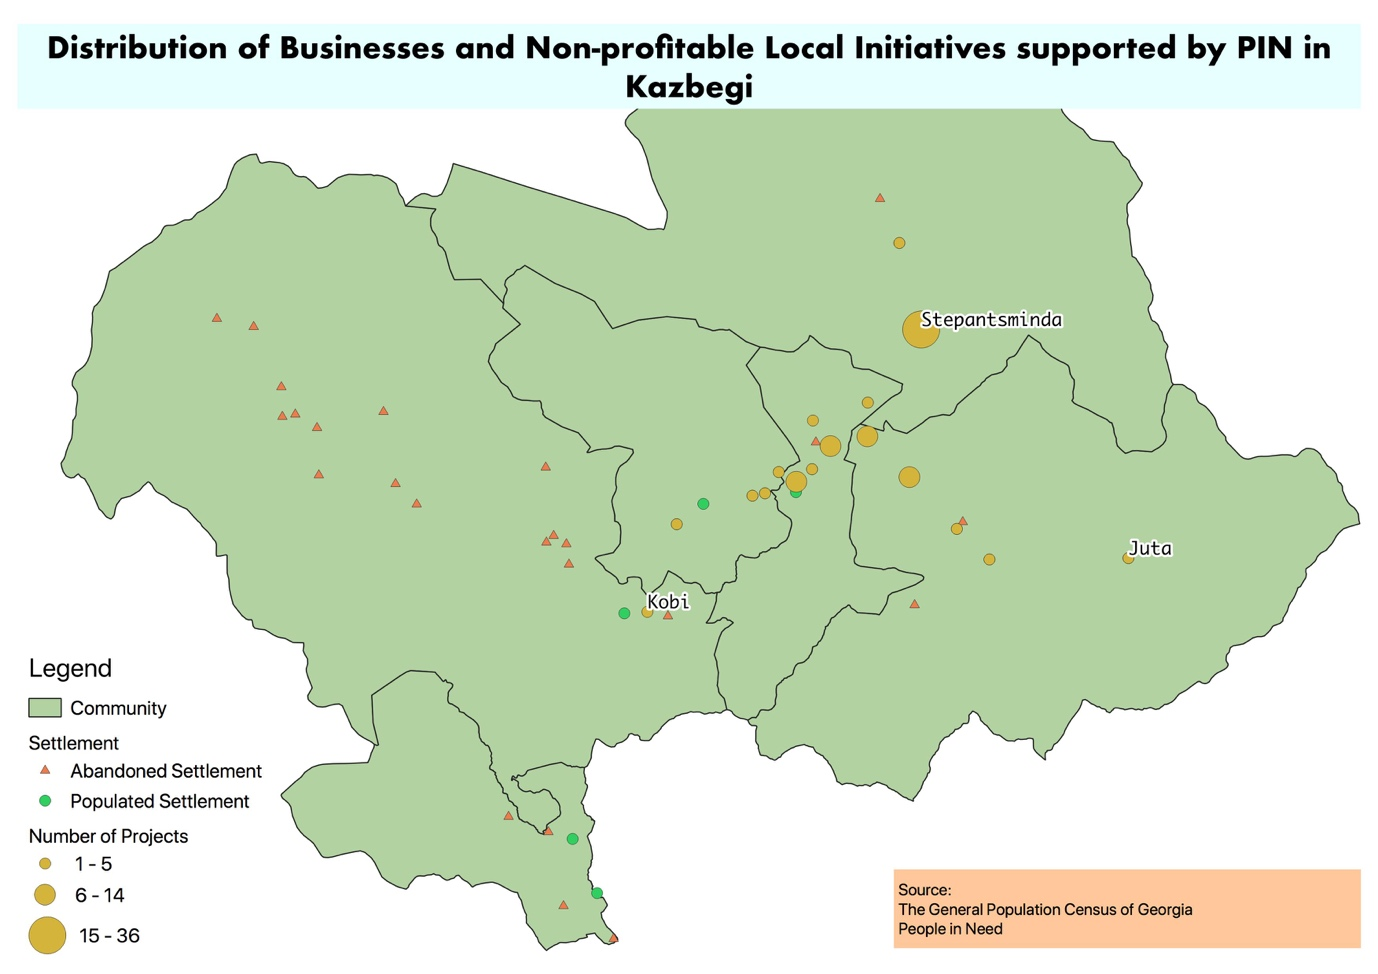 Distribution of Businesses and Non-profitable Local Initiatives supported by PIN in
Kazbegi
Stepantsminda
Juta
Kobi
Legend
Community
Settlement
Abandoned Settlement
Populated Settlement
Number of Projects
1 - 5
6 - 14
15 - 36
Source:
The General Population Census of Georgia
People in Need